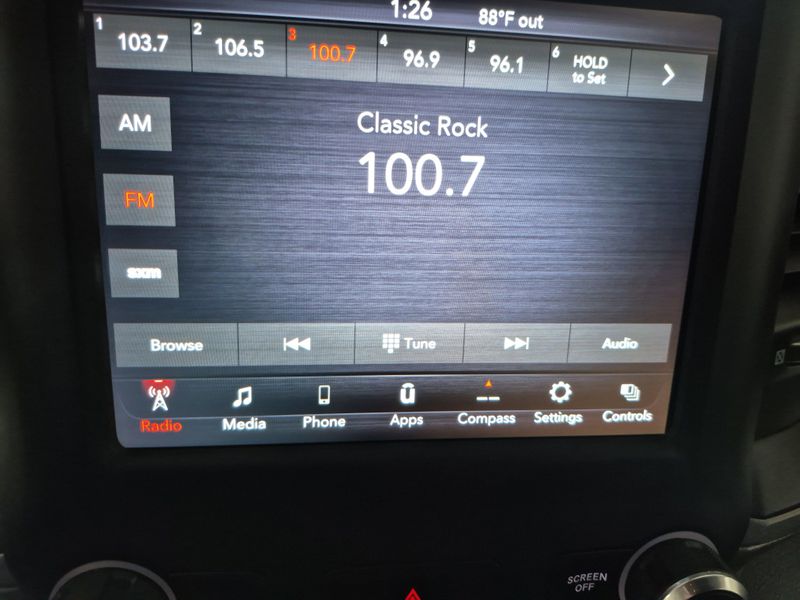 1:26 88°F out
1 103.7 2 106.5 3 100.7 4 96.9 5 96.1 6 HOLD to Set
AM
Classic Rock
100.7
FM
sxm
Browse Tune Audio
Radio Media Phone Apps Compass Settings Controls
SCREEN
OFF